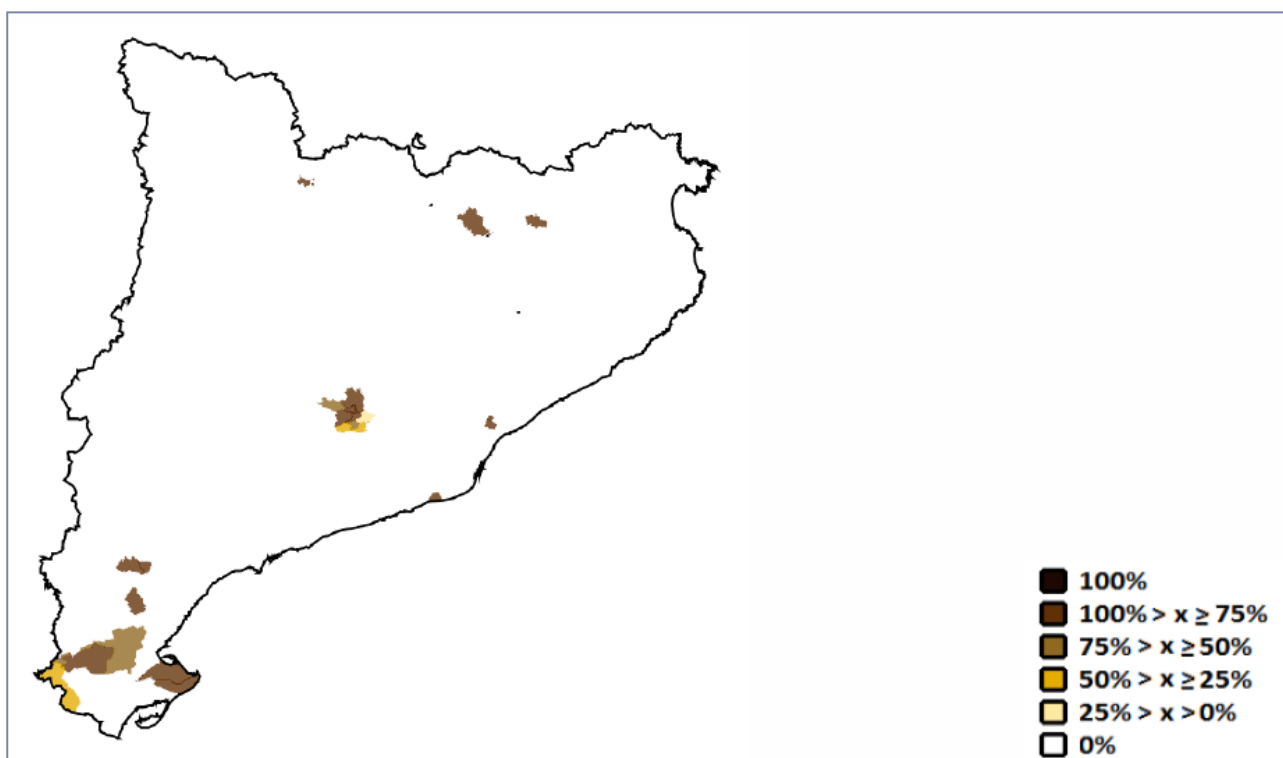 100%
100% > x ≥ 75%
75% > x ≥ 50%
50% > x ≥ 25%
25% > x > 0%
0%